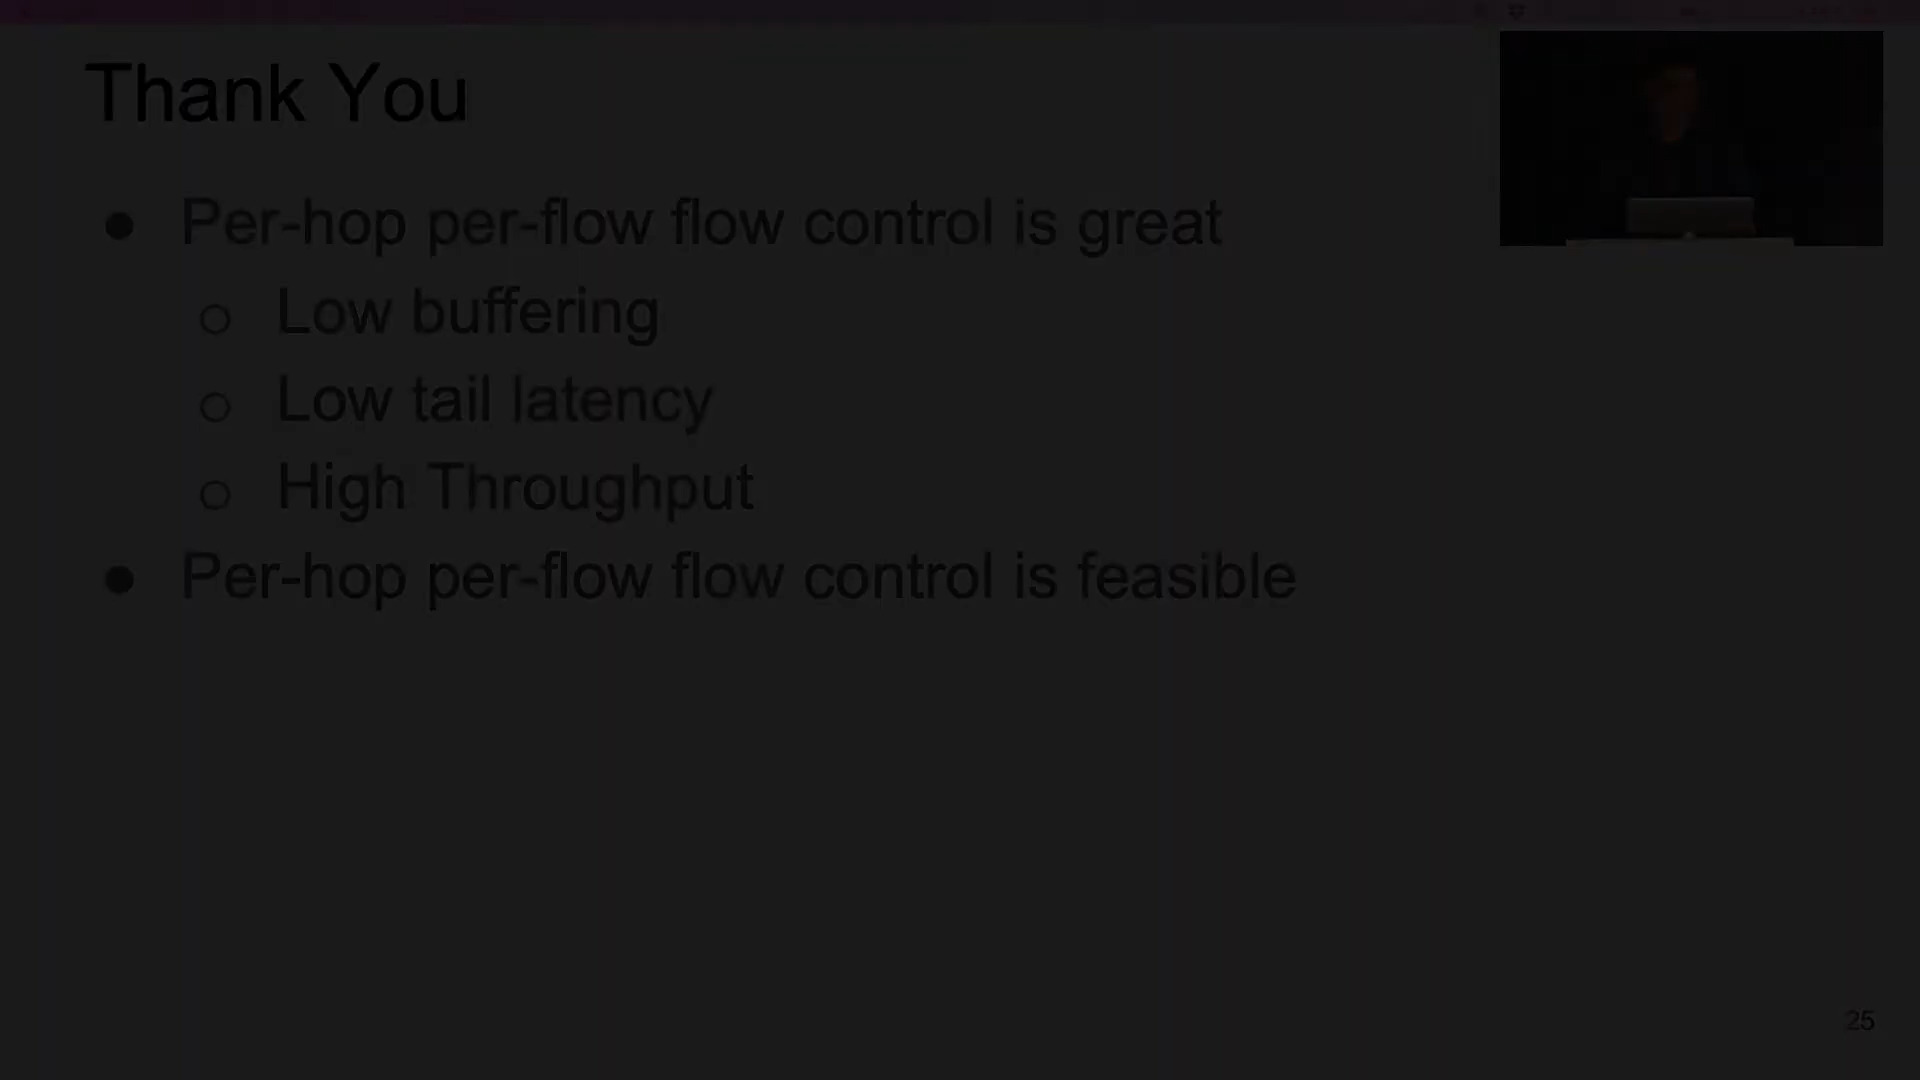 Thank You
● Per-hop per-flow flow control is great
○ Low buffering
○ Low tail latency
○ High Throughput
● Per-hop per-flow flow control is feasible
25